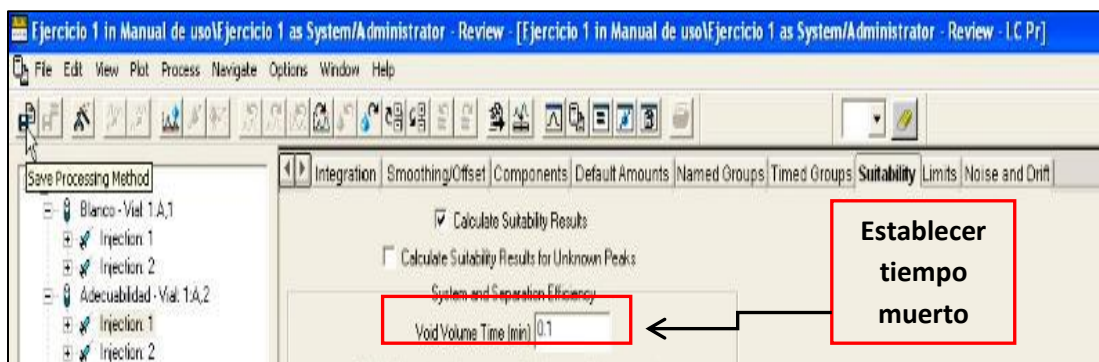 Ejercicio 1 in Manual de uso\Ejercicio 1 as System/Administrator - Review - [Ejercicio 1 in Manual de uso\Ejercicio 1 as System/Administrator - Review - LC Pr]
File Edit View Plot Process Navigate Options Window Help
Save Processing Method
Integration Smoothing/Offset Components Default Amounts Named Groups Timed Groups Suitability Limits Noise and Drift
Blanco - Vial: 1:A,1
Injection: 1
Injection: 2
Adecuabilidad - Vial: 1:A,2
Injection: 1
Injection: 2
Calculate Suitability Results
Calculate Suitability Results for Unknown Peaks
System and Separation Efficiency
Void Volume Time (min) 0.1
Establecer
tiempo
muerto